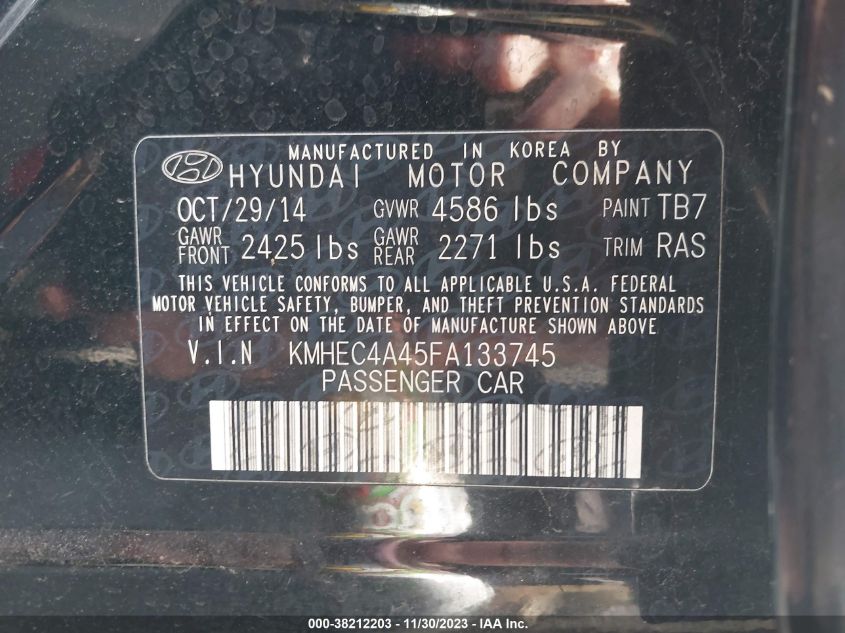 MANUFACTURED IN KOREA BY
HYUNDAI MOTOR COMPANY
OCT/29/14 GVWR 4586 lbs PAINT TB7
GAWR FRONT 2425 lbs GAWR REAR 2271 lbs TRIM RAS
THIS VEHICLE CONFORMS TO ALL APPLICABLE U.S.A. FEDERAL
MOTOR VEHICLE SAFETY, BUMPER, AND THEFT PREVENTION STANDARDS
IN EFFECT ON THE DATE OF MANUFACTURE SHOWN ABOVE
V.I.N KMHEC4A45FA133745
PASSENGER CAR
000-38212203 - 11/30/2023 - IAA Inc.